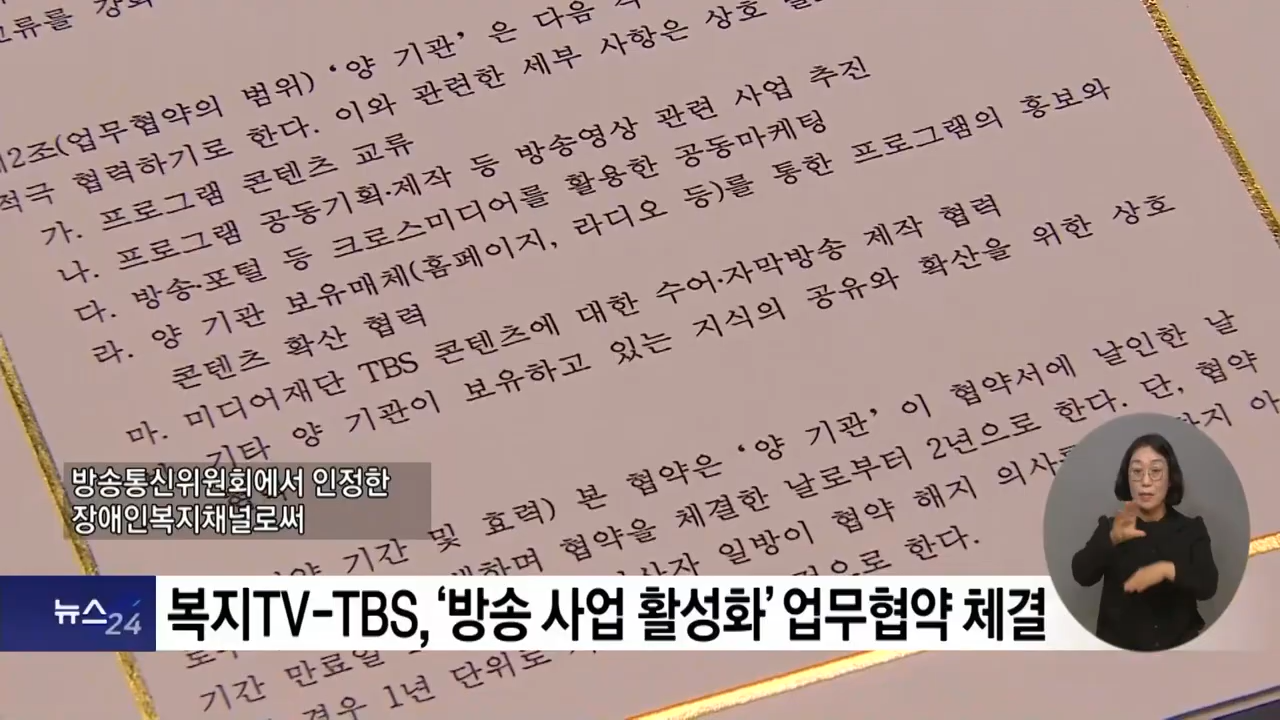 교류를 강화
제2조(업무협약의 범위) ‘양 기관’ 은 다음 각
적극 협력하기로 한다. 이와 관련한 세부 사항은 상호
가. 프로그램 콘텐츠 교류
나. 프로그램 공동기획·제작 등 방송영상 관련 사업 추진
다. 방송·포털 등 크로스미디어를 활용한 공동마케팅
라. 양 기관 보유매체(홈페이지, 라디오 등)를 통한 프로그램의 홍보와
콘텐츠 확산 협력
마. 미디어재단 TBS 콘텐츠에 대한 수어·자막방송 제작 협력
기타 양 기관이 보유하고 있는 지식의 공유와 확산을 위한 상호
기간 및 효력) 본 협약은 ‘양 기관’ 이 협약서에 날인한 날
협약을 체결한 날로부터 2년으로 한다. 단, 협약
일방이 협약 해지 의사를
으로 한다.
기간 만료일
경우 1년 단위로
방송통신위원회에서 인정한
장애인복지채널로써
뉴스24
복지TV-TBS, ‘방송 사업 활성화’ 업무협약 체결